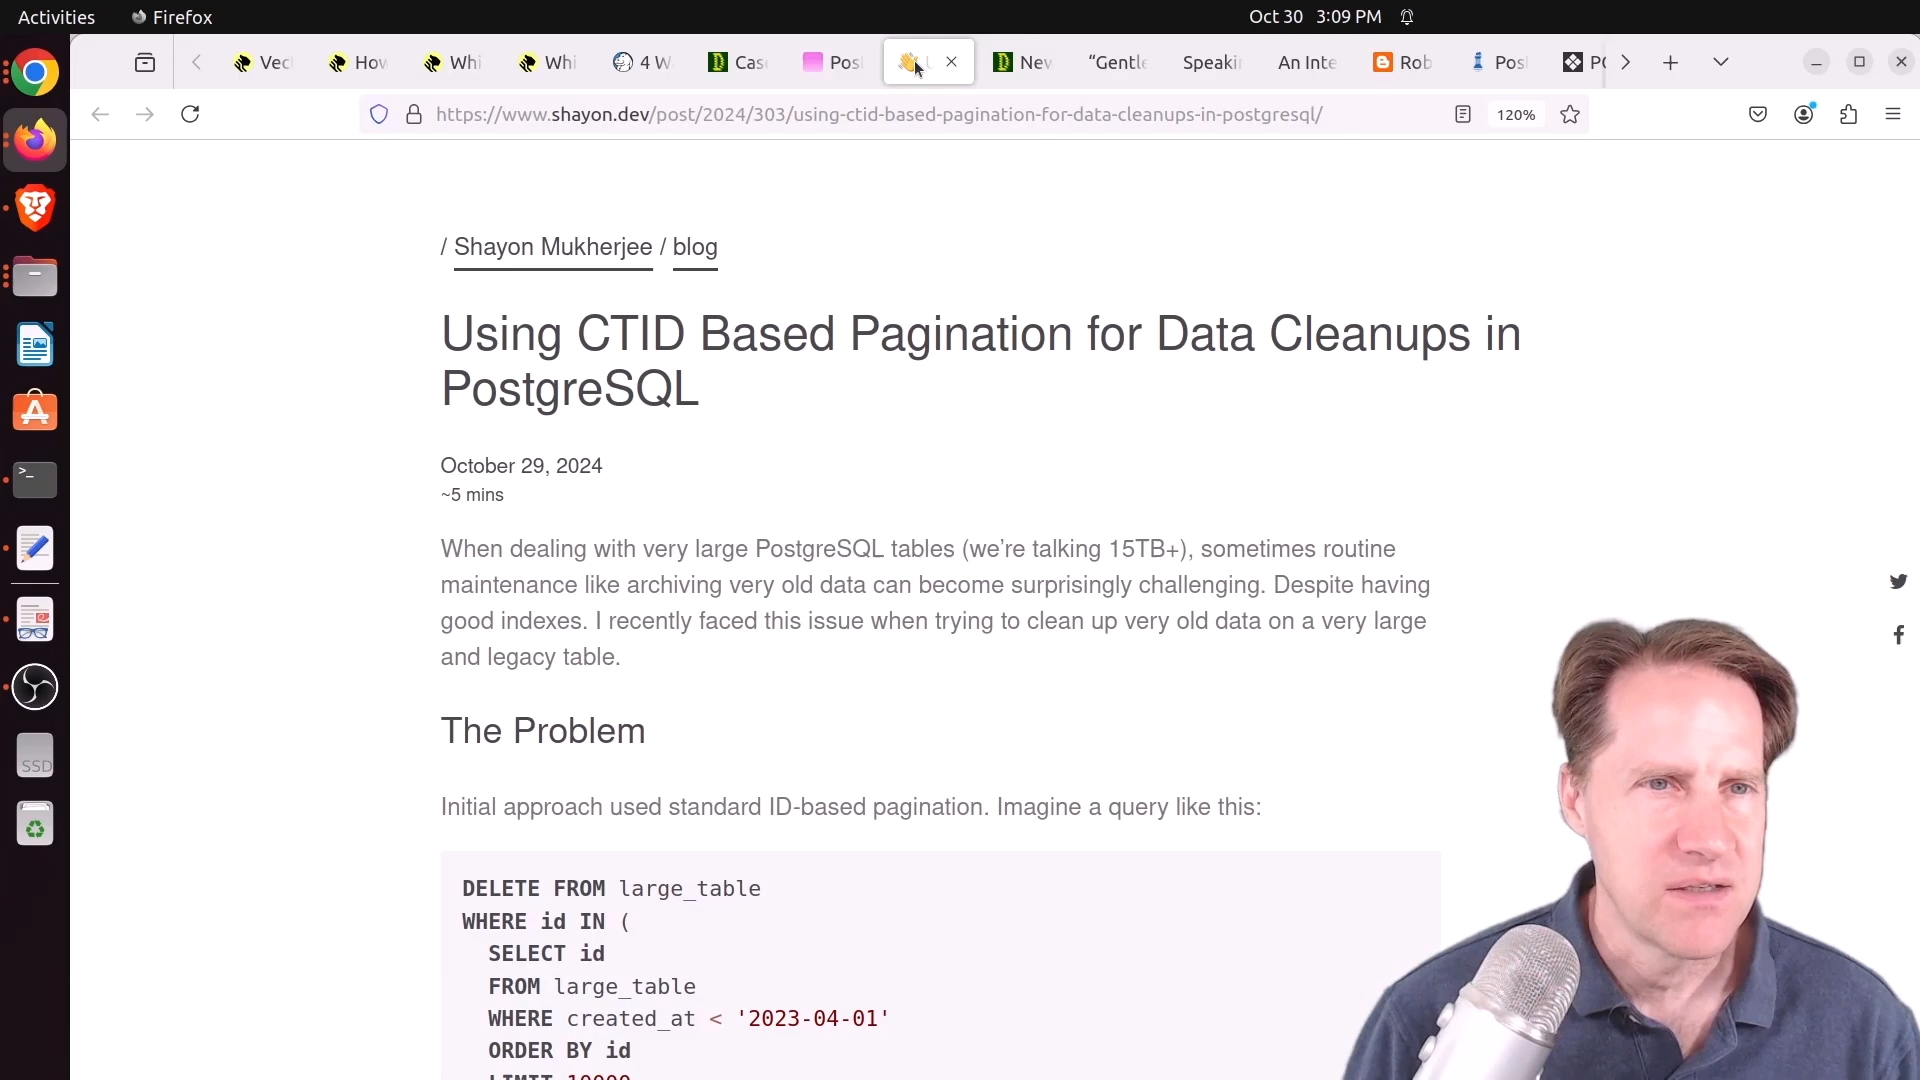 Activities
Firefox
Oct 30 3:09 PM
Vec
How
Whi
Whi
4 W
Cas
Pos
New
"Gentle
Speaki
An Inte
Rob
Pos
PO
https://www.shayon.dev/post/2024/303/using-ctid-based-pagination-for-data-cleanups-in-postgresql/
120%
/ Shayon Mukherjee / blog
Using CTID Based Pagination for Data Cleanups in
PostgreSQL
October 29, 2024
~5 mins
When dealing with very large PostgreSQL tables (we're talking 15TB+), sometimes routine
maintenance like archiving very old data can become surprisingly challenging. Despite having
good indexes. I recently faced this issue when trying to clean up very old data on a very large
and legacy table.
The Problem
Initial approach used standard ID-based pagination. Imagine a query like this:
DELETE FROM large_table
WHERE id IN (
SELECT id
FROM large_table
WHERE created_at < '2023-04-01'
ORDER BY id
LIMIT 10000
SSD